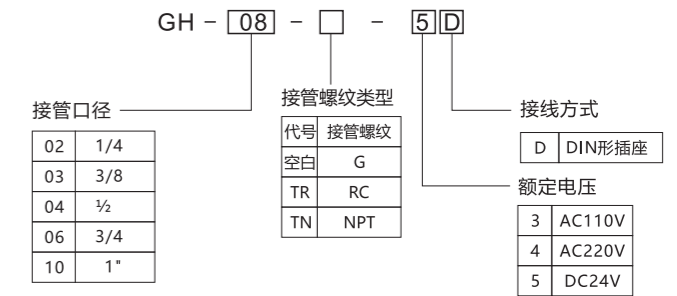 GH - 08 - □ - 5 D
接管口径
02 1/4
03 3/8
04 ½
06 3/4
10 1"
接管螺纹类型
代号 接管螺纹
空白 G
TR RC
TN NPT
接线方式
D DIN形插座
额定电压
3 AC110V
4 AC220V
5 DC24V